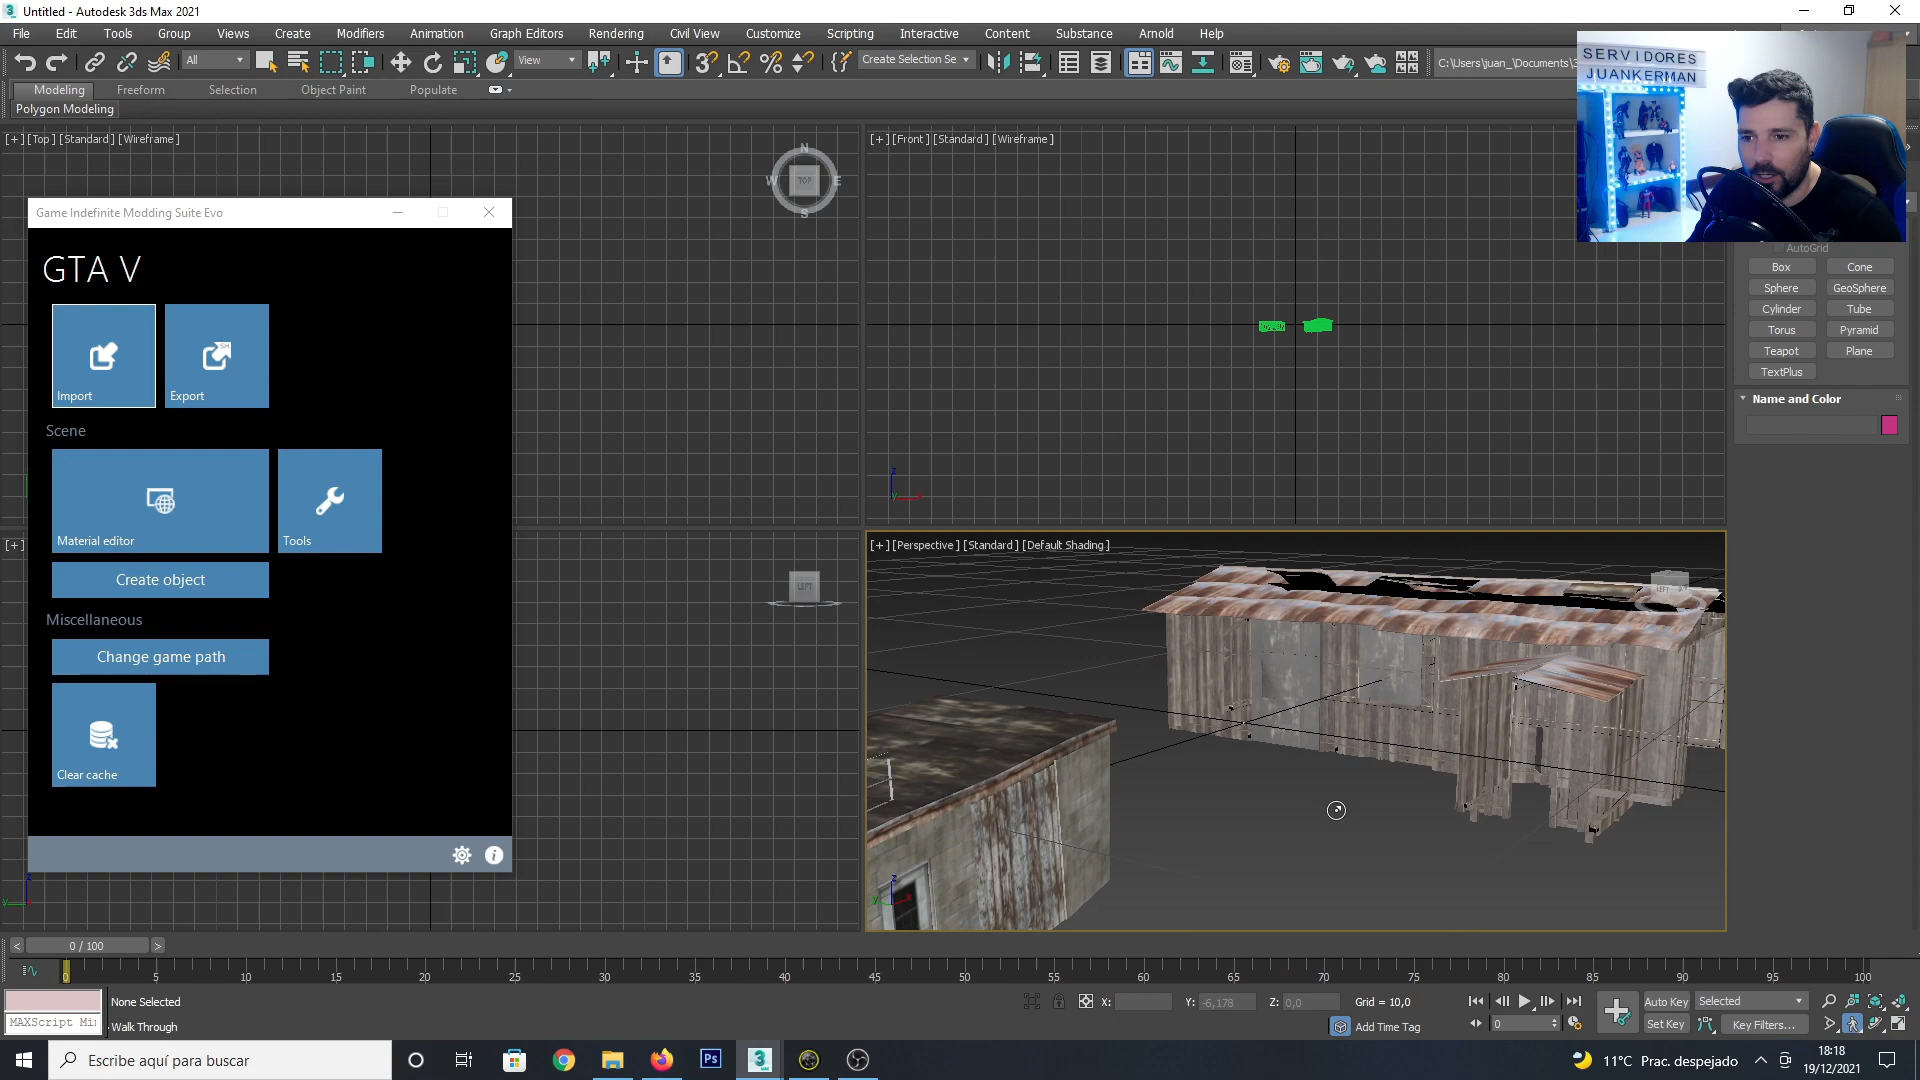 Untitled - Autodesk 3ds Max 2021
File Edit Tools Group Views Create Modifiers Animation Graph Editors Rendering Civil View Customize Scripting Interactive Content Substance Arnold Help
All View Create Selection Se C:\Users\juan_\Documents\3
SERVIDORES
JUANKERMAN
Modeling Freeform Selection Object Paint Populate
Polygon Modeling
[+] [Top] [Standard] [Wireframe]
N
W TOP E
S
[+] [Front] [Standard] [Wireframe]
Game Indefinite Modding Suite Evo
GTA V
Import
Export
Scene
Material editor
Tools
Create object
Miscellaneous
Change game path
Clear cache
[+]
LEFT
[+] [Perspective] [Standard] [Default Shading]
LEFT
AutoGrid
Box Cone
Sphere GeoSphere
Cylinder Tube
Torus Pyramid
Teapot Plane
TextPlus
Name and Color
0 / 100
0 5 10 15 20 25 30 35 40 45 50 55 60 65 70 75 80 85 90 95 100
None Selected
MAXScript Mi
Walk Through
X: Y: -6,178 Z: 0,0 Grid = 10,0
Add Time Tag
0
Auto Key Selected
Set Key Key Filters...
Escribe aquí para buscar
11°C Prac. despejado
18:18
19/12/2021